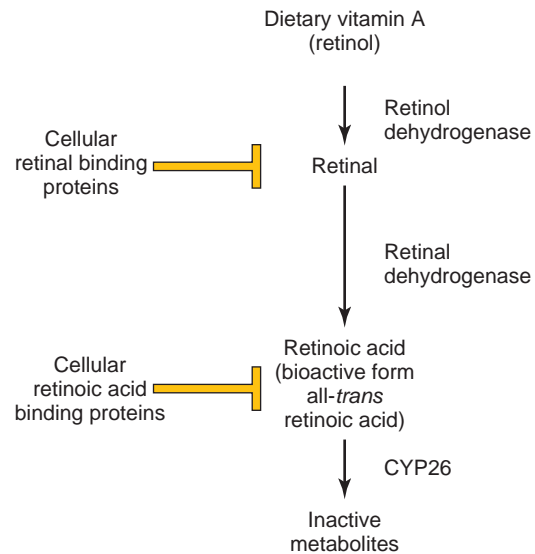 Dietary vitamin A
(retinol)
Retinol
dehydrogenase
Cellular
retinal binding
proteins
Retinal
Retinal
dehydrogenase
Cellular
retinoic acid
binding proteins
Retinoic acid
(bioactive form
all-trans
retinoic acid)
CYP26
Inactive
metabolites